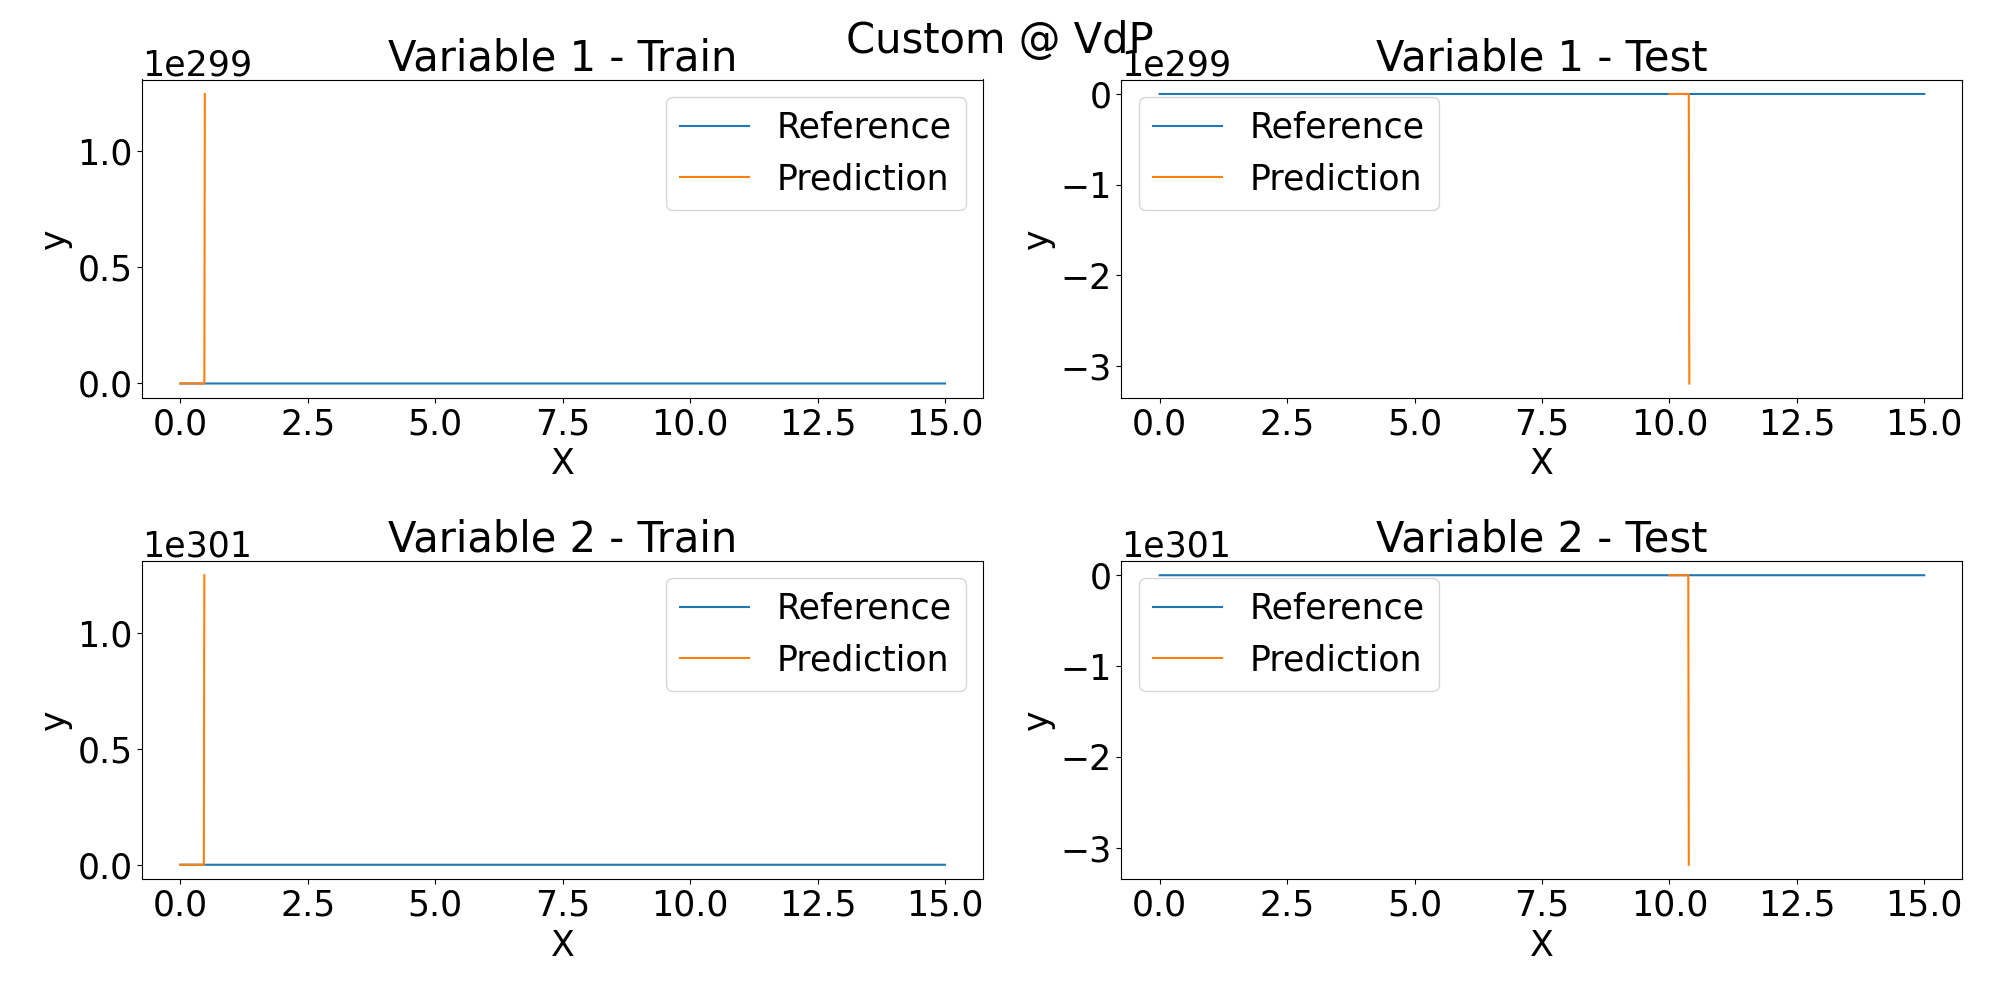 Custom @ VdP
Variable 1 - Train
1e299
1.0
0.5
0.0
y
0.0 2.5 5.0 7.5 10.0 12.5 15.0
X
Reference
Prediction
Variable 1 - Test
1e299
0
−1
−2
−3
y
0.0 2.5 5.0 7.5 10.0 12.5 15.0
X
Reference
Prediction
Variable 2 - Train
1e301
1.0
0.5
0.0
y
0.0 2.5 5.0 7.5 10.0 12.5 15.0
X
Reference
Prediction
Variable 2 - Test
1e301
0
−1
−2
−3
y
0.0 2.5 5.0 7.5 10.0 12.5 15.0
X
Reference
Prediction